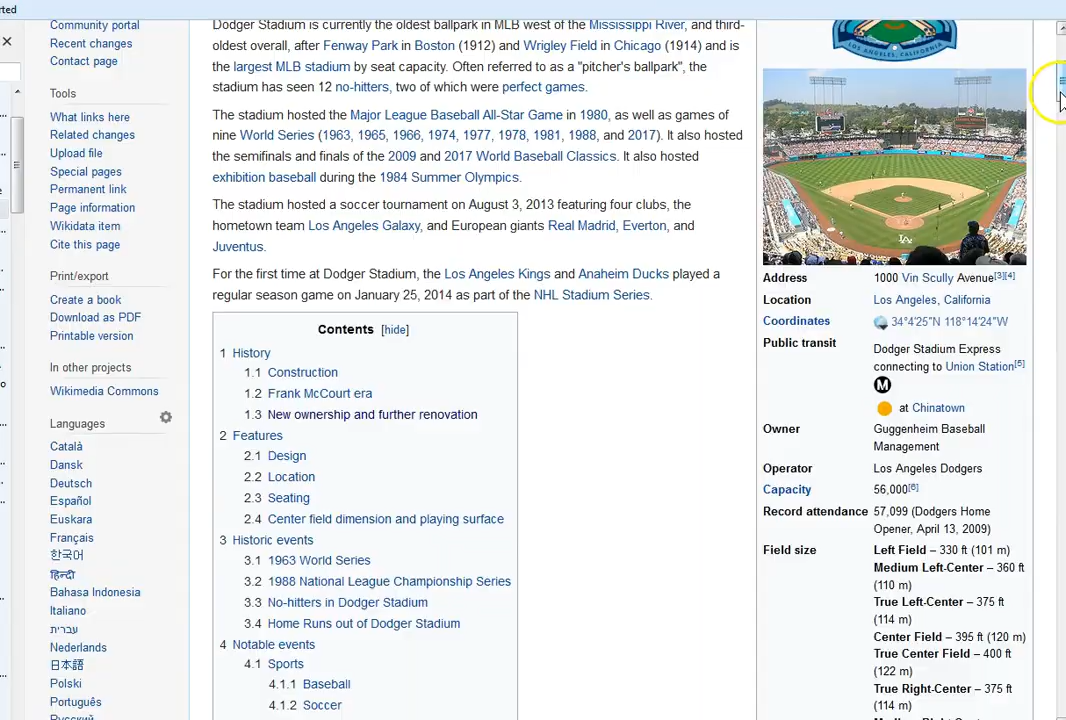 rted
Community portal
Recent changes
Contact page
Tools
What links here
Related changes
Upload file
Special pages
Permanent link
Page information
Wikidata item
Cite this page
Print/export
Create a book
Download as PDF
Printable version
In other projects
Wikimedia Commons
Languages
Català
Dansk
Deutsch
Español
Euskara
Français
한국어
हिन्दी
Bahasa Indonesia
Italiano
עברית
Nederlands
日本語
Polski
Português
Русский
Dodger Stadium is currently the oldest ballpark in MLB west of the Mississippi River, and third-
oldest overall, after Fenway Park in Boston (1912) and Wrigley Field in Chicago (1914) and is
the largest MLB stadium by seat capacity. Often referred to as a "pitcher's ballpark", the
stadium has seen 12 no-hitters, two of which were perfect games.
The stadium hosted the Major League Baseball All-Star Game in 1980, as well as games of
nine World Series (1963, 1965, 1966, 1974, 1977, 1978, 1981, 1988, and 2017). It also hosted
the semifinals and finals of the 2009 and 2017 World Baseball Classics. It also hosted
exhibition baseball during the 1984 Summer Olympics.
The stadium hosted a soccer tournament on August 3, 2013 featuring four clubs, the
hometown team Los Angeles Galaxy, and European giants Real Madrid, Everton, and
Juventus.
For the first time at Dodger Stadium, the Los Angeles Kings and Anaheim Ducks played a
regular season game on January 25, 2014 as part of the NHL Stadium Series.
Contents [hide]
1 History
1.1 Construction
1.2 Frank McCourt era
1.3 New ownership and further renovation
2 Features
2.1 Design
2.2 Location
2.3 Seating
2.4 Center field dimension and playing surface
3 Historic events
3.1 1963 World Series
3.2 1988 National League Championship Series
3.3 No-hitters in Dodger Stadium
3.4 Home Runs out of Dodger Stadium
4 Notable events
4.1 Sports
4.1.1 Baseball
4.1.2 Soccer
LOS ANGELES, CALIFORNIA
LA
Address 1000 Vin Scully Avenue[3][4]
Location Los Angeles, California
Coordinates 34°4′25″N 118°14′24″W
Public transit Dodger Stadium Express
connecting to Union Station[5]
M
at Chinatown
Owner Guggenheim Baseball
Management
Operator Los Angeles Dodgers
Capacity 56,000[6]
Record attendance 57,099 (Dodgers Home
Opener, April 13, 2009)
Field size Left Field – 330 ft (101 m)
Medium Left-Center – 360 ft
(110 m)
True Left-Center – 375 ft
(114 m)
Center Field – 395 ft (120 m)
True Center Field – 400 ft
(122 m)
True Right-Center – 375 ft
(114 m)